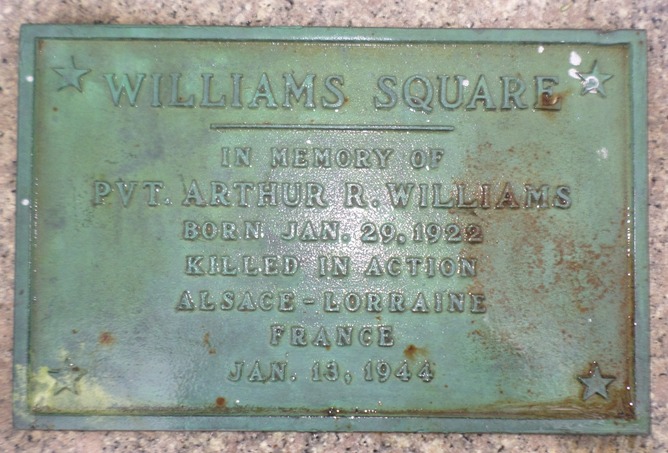 WILLIAMS SQUARE
IN MEMORY OF
PVT. ARTHUR R. WILLIAMS
BORN JAN. 29, 1922
KILLED IN ACTION
ALSACE-LORRAINE
FRANCE
JAN. 13, 1944